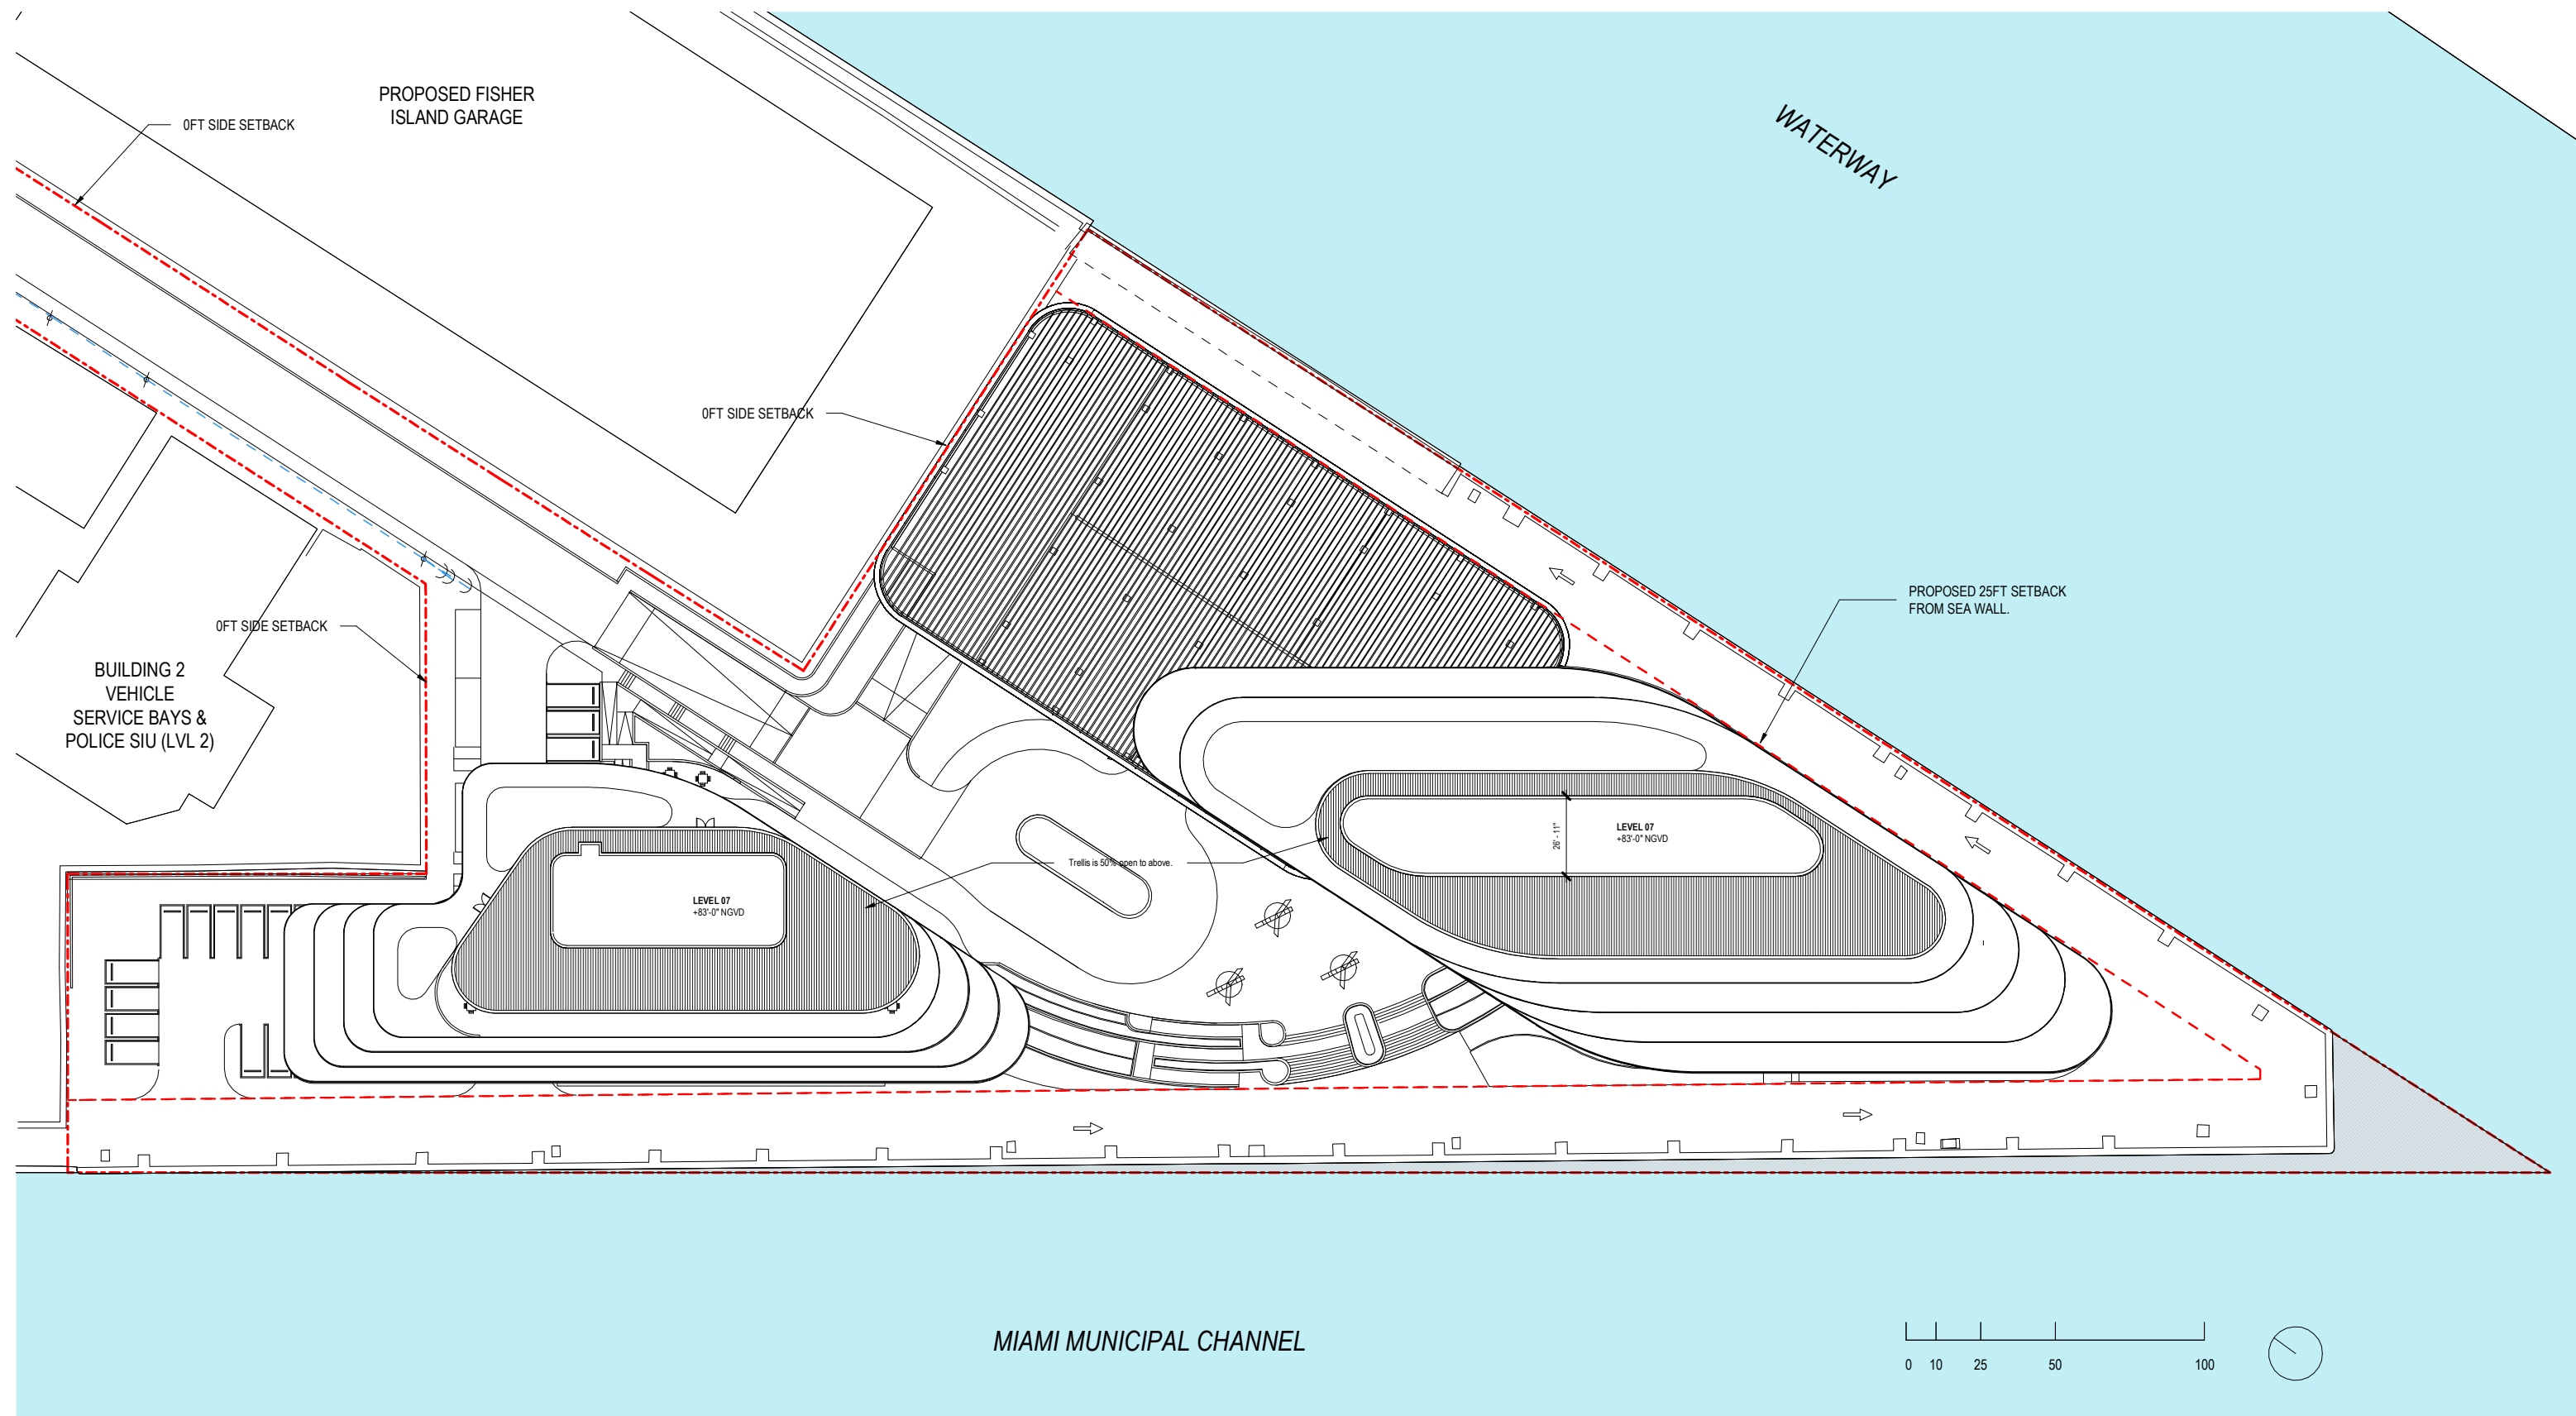 PROPOSED FISHER
ISLAND GARAGE
0FT SIDE SETBACK
WATERWAY
0FT SIDE SETBACK
PROPOSED 25FT SETBACK
FROM SEA WALL.
0FT SIDE SETBACK
BUILDING 2
VEHICLE
SERVICE BAYS &
POLICE SIU (LVL 2)
LEVEL 07
+83'-0" NGVD
26' - 11"
Trellis is 50% open to above.
LEVEL 07
+83'-0" NGVD
MIAMI MUNICIPAL CHANNEL
0 10 25 50 100